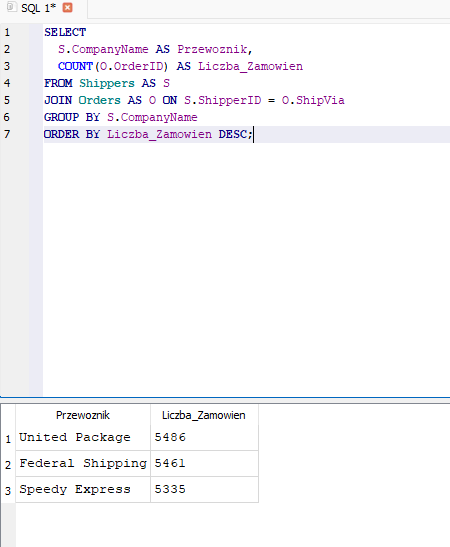 SQL 1*
1 SELECT
2 S.CompanyName AS Przewoznik,
3 COUNT(O.OrderID) AS Liczba_Zamowien
4 FROM Shippers AS S
5 JOIN Orders AS O ON S.ShipperID = O.ShipVia
6 GROUP BY S.CompanyName
7 ORDER BY Liczba_Zamowien DESC;
Przewoznik Liczba_Zamowien
1 United Package 5486
2 Federal Shipping 5461
3 Speedy Express 5335